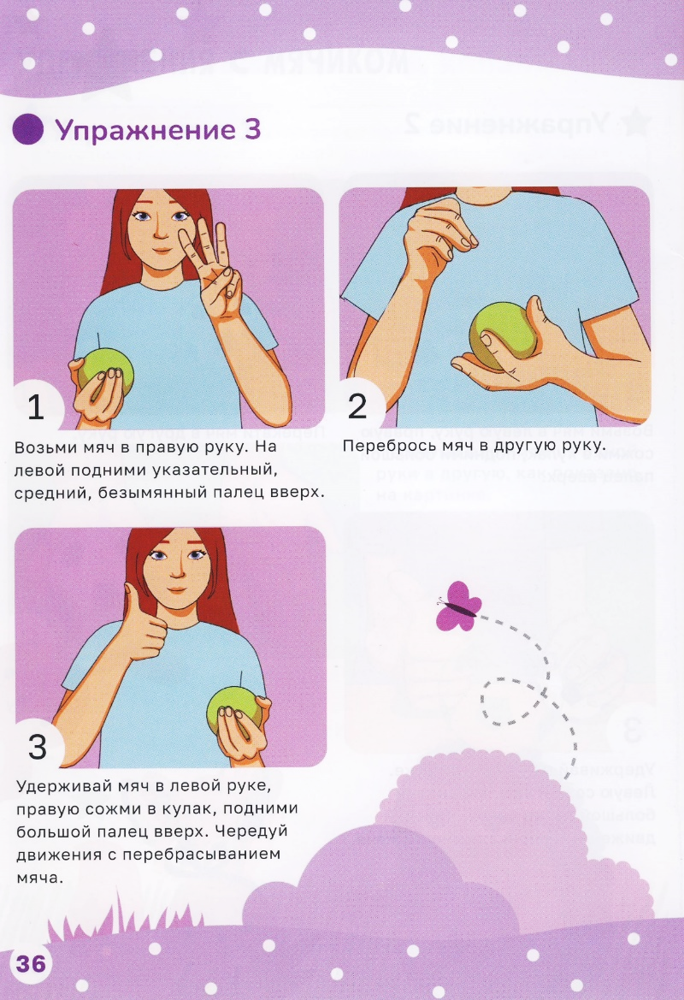 Упражнение 3
1
Возьми мяч в правую руку. На
левой подними указательный,
средний, безымянный палец вверх.
2
Перебрось мяч в другую руку.
3
Удерживай мяч в левой руке,
правую сожми в кулак, подними
большой палец вверх. Чередуй
движения с перебрасыванием
мяча.
36